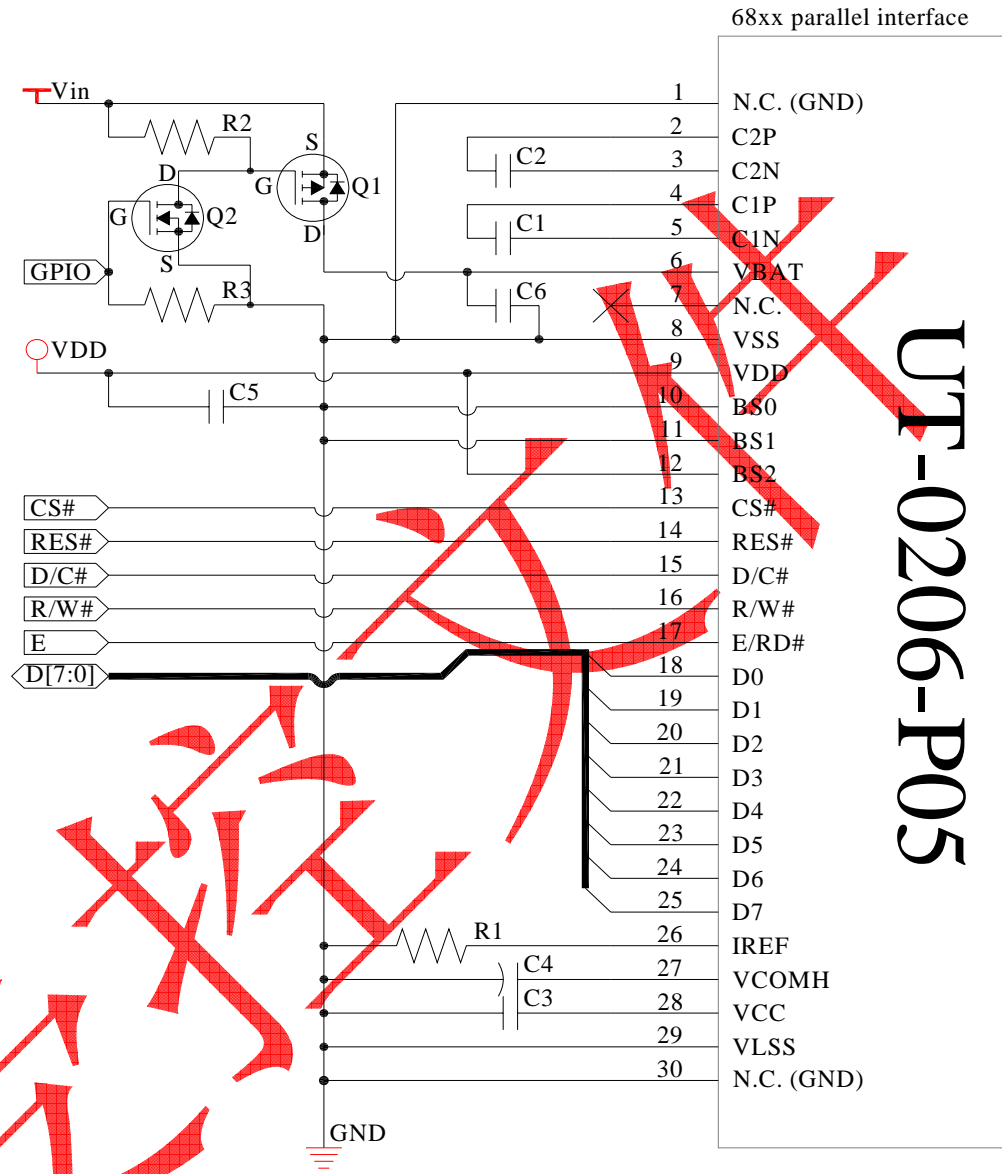 68xx parallel interface
Vin
R2
S
D
G
Q1
G
Q2
D
S
GPIO
R3
VDD
C5
CS#
RES#
D/C#
R/W#
E
D[7:0]
C2
C1
C6
R1
C4
C3
GND
1 N.C. (GND)
2 C2P
3 C2N
4 C1P
5 C1N
6 VBAT
7 N.C.
8 VSS
9 VDD
10 BS0
11 BS1
12 BS2
13 CS#
14 RES#
15 D/C#
16 R/W#
17 E/RD#
18 D0
19 D1
20 D2
21 D3
22 D4
23 D5
24 D6
25 D7
26 IREF
27 VCOMH
28 VCC
29 VLSS
30 N.C. (GND)
UT-0206-P05